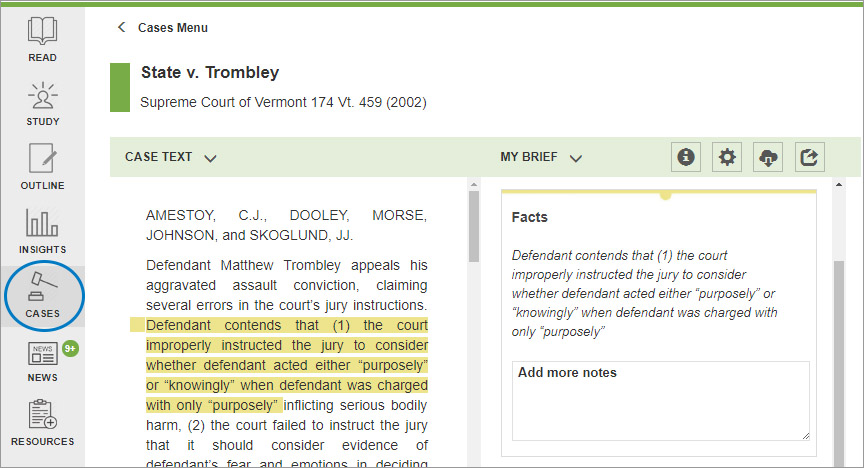 READ
STUDY
OUTLINE
INSIGHTS
CASES
NEWS
9+
NEWS
RESOURCES
Cases Menu
State v. Trombley
Supreme Court of Vermont 174 Vt. 459 (2002)
CASE TEXT
AMESTOY, C.J., DOOLEY, MORSE,
JOHNSON, and SKOGLUND, JJ.
Defendant Matthew Trombley appeals his
aggravated assault conviction, claiming
several errors in the court’s jury instructions.
Defendant contends that (1) the court
improperly instructed the jury to consider
whether defendant acted either “purposely”
or “knowingly” when defendant was charged
with only “purposely” inflicting serious bodily
harm, (2) the court failed to instruct the jury
that it should consider evidence of
defendant’s fear and emotions in deciding
MY BRIEF
Facts
Defendant contends that (1) the court
improperly instructed the jury to consider
whether defendant acted either “purposely” or
“knowingly” when defendant was charged with
only “purposely”
Add more notes